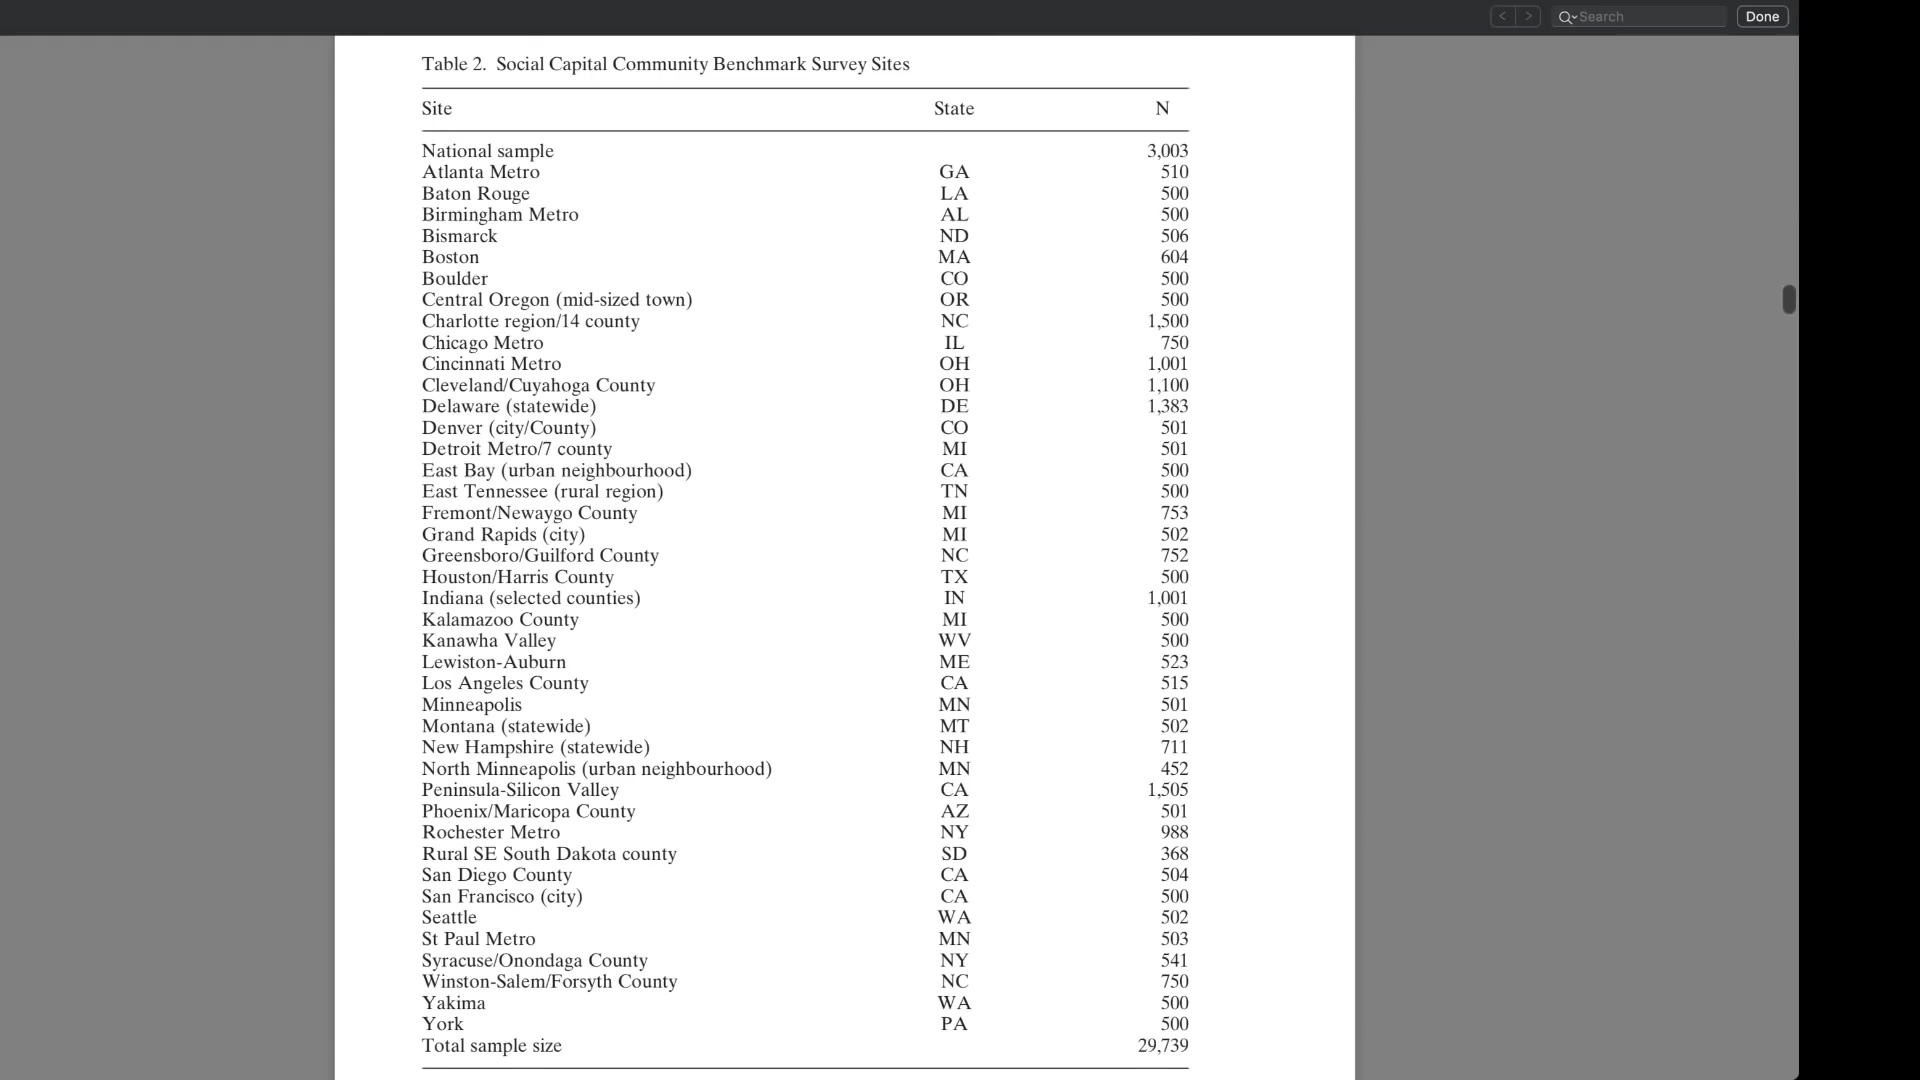 Search
Done
Table 2. Social Capital Community Benchmark Survey Sites
Site State N
National sample 3,003
Atlanta Metro GA 510
Baton Rouge LA 500
Birmingham Metro AL 500
Bismarck ND 506
Boston MA 604
Boulder CO 500
Central Oregon (mid-sized town) OR 500
Charlotte region/14 county NC 1,500
Chicago Metro IL 750
Cincinnati Metro OH 1,001
Cleveland/Cuyahoga County OH 1,100
Delaware (statewide) DE 1,383
Denver (city/County) CO 501
Detroit Metro/7 county MI 501
East Bay (urban neighbourhood) CA 500
East Tennessee (rural region) TN 500
Fremont/Newaygo County MI 753
Grand Rapids (city) MI 502
Greensboro/Guilford County NC 752
Houston/Harris County TX 500
Indiana (selected counties) IN 1,001
Kalamazoo County MI 500
Kanawha Valley WV 500
Lewiston-Auburn ME 523
Los Angeles County CA 515
Minneapolis MN 501
Montana (statewide) MT 502
New Hampshire (statewide) NH 711
North Minneapolis (urban neighbourhood) MN 452
Peninsula-Silicon Valley CA 1,505
Phoenix/Maricopa County AZ 501
Rochester Metro NY 988
Rural SE South Dakota county SD 368
San Diego County CA 504
San Francisco (city) CA 500
Seattle WA 502
St Paul Metro MN 503
Syracuse/Onondaga County NY 541
Winston-Salem/Forsyth County NC 750
Yakima WA 500
York PA 500
Total sample size 29,739